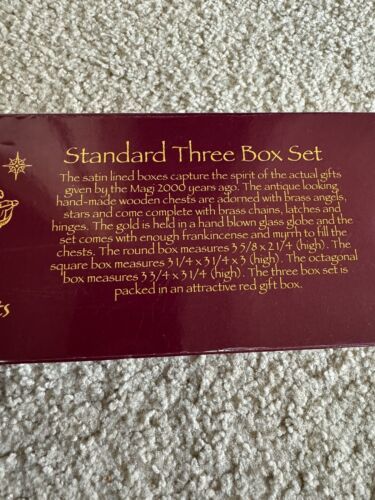 Standard Three Box Set
The satin lined boxes capture the spirit of the actual gifts
given by the Magi 2000 years ago. The antique looking
hand-made wooden chests are adorned with brass angels,
stars and come complete with brass chains, latches and
hinges. The gold is held in a hand blown glass globe and the
set comes with enough frankincense and myrrh to fill the
chests. The round box measures 3 5/8 x 2 1/4 (high). The
square box measures 3 1/4 x 3 1/4 x 3 (high). The octagonal
box measures 3 3/4 x 3 1/4 (high). The three box set is
packed in an attractive red gift box.